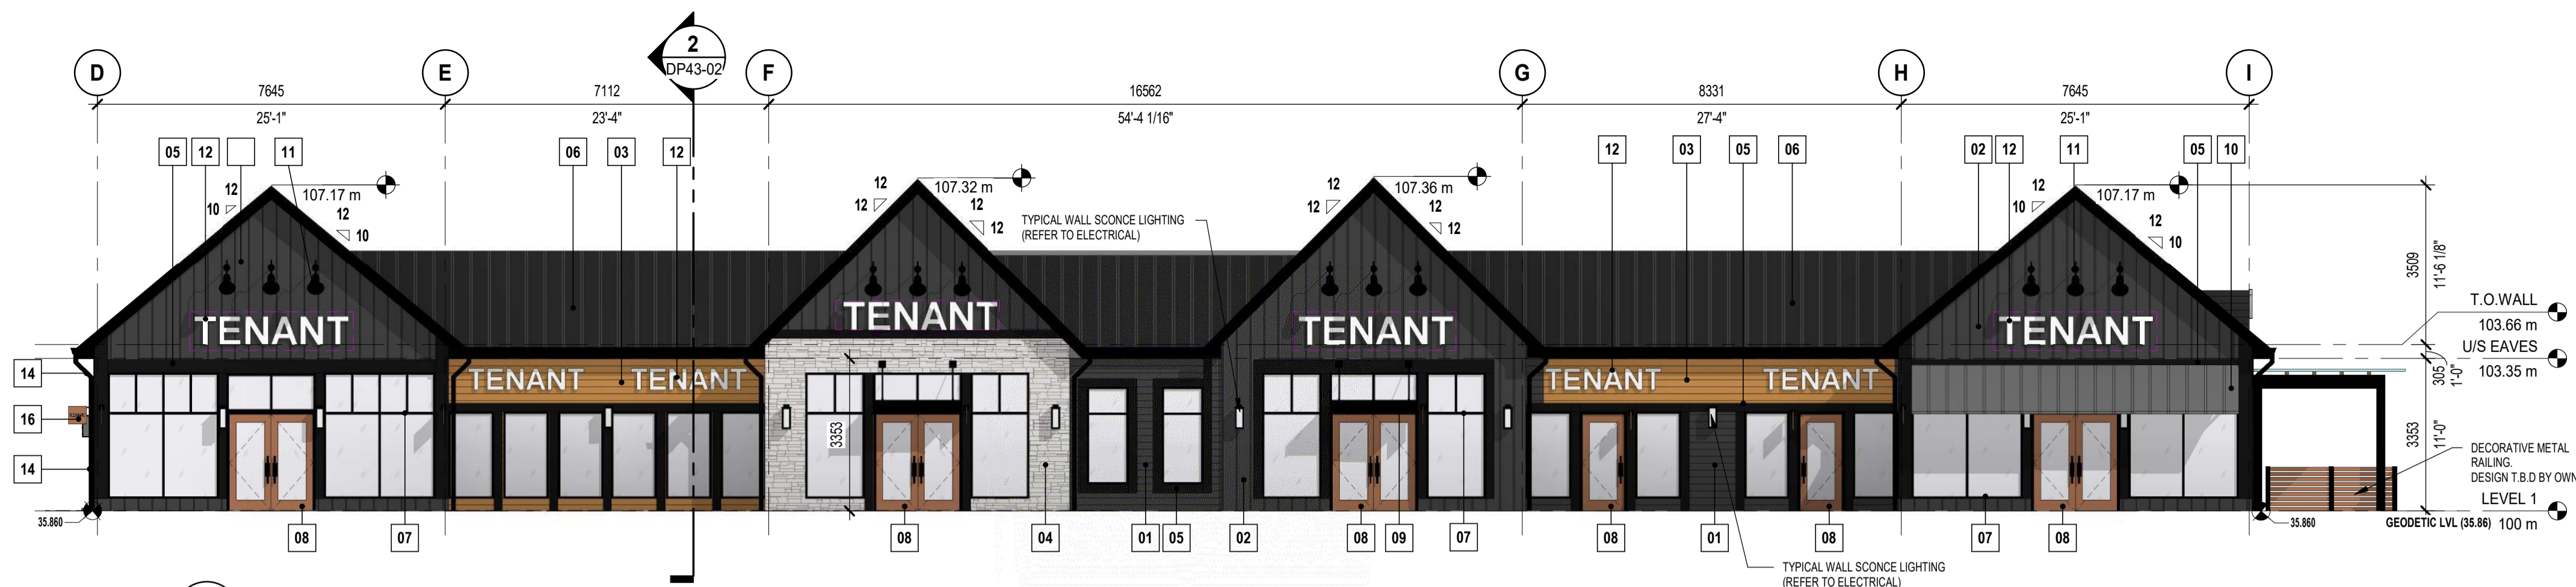 2
DP43-02
D
E
F
G
H
I
7645
7112
16562
8331
7645
25'-1"
23'-4"
54'-4 1/16"
27'-4"
25'-1"
05
12
11
06
03
12
12
03
05
06
02
12
11
05
10
12
10
107.17 m
12
10
12
12
107.32 m
12
12
TYPICAL WALL SCONCE LIGHTING
(REFER TO ELECTRICAL)
12
12
107.36 m
12
12
12
10
107.17 m
12
10
3509
11'-6 1/8"
T.O.WALL
103.66 m
U/S EAVES
103.35 m
305
1'-0"
3353
11'-0"
TENANT
TENANT
TENANT
TENANT
TENANT
TENANT
TENANT
TENANT
14
16
14
3353
DECORATIVE METAL
RAILING.
DESIGN T.B.D BY OWN
LEVEL 1
100 m
GEODETIC LVL (35.86)
35.860
35.860
08
07
08
04
01
05
02
08
09
07
08
01
08
07
08
TYPICAL WALL SCONCE LIGHTING
(REFER TO ELECTRICAL)